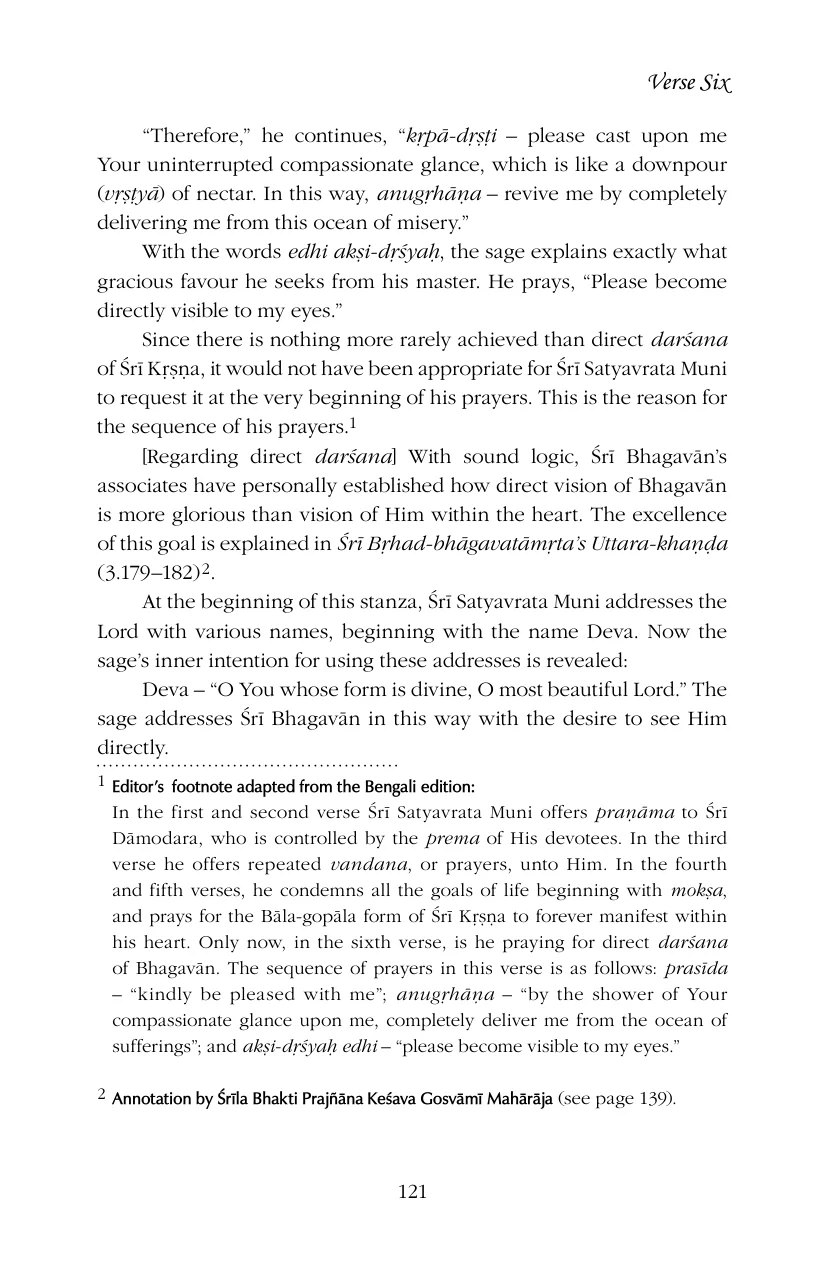 Verse Six
“Therefore,” he continues, “kṛpā-dṛṣṭi – please cast upon me
Your uninterrupted compassionate glance, which is like a downpour
(vṛṣṭyā) of nectar. In this way, anugṛhāṇa – revive me by completely
delivering me from this ocean of misery.”
With the words edhi akṣi-dṛśyaḥ, the sage explains exactly what
gracious favour he seeks from his master. He prays, “Please become
directly visible to my eyes.”
Since there is nothing more rarely achieved than direct darśana
of Śrī Kṛṣṇa, it would not have been appropriate for Śrī Satyavrata Muni
to request it at the very beginning of his prayers. This is the reason for
the sequence of his prayers.1
[Regarding direct darśana] With sound logic, Śrī Bhagavān’s
associates have personally established how direct vision of Bhagavān
is more glorious than vision of Him within the heart. The excellence
of this goal is explained in Śrī Bṛhad-bhāgavatāmṛta’s Uttara-khaṇḍa
(3.179–182)2.
At the beginning of this stanza, Śrī Satyavrata Muni addresses the
Lord with various names, beginning with the name Deva. Now the
sage’s inner intention for using these addresses is revealed:
Deva – “O You whose form is divine, O most beautiful Lord.” The
sage addresses Śrī Bhagavān in this way with the desire to see Him
directly.
1 Editor’s footnote adapted from the Bengali edition:
In the first and second verse Śrī Satyavrata Muni offers praṇāma to Śrī
Dāmodara, who is controlled by the prema of His devotees. In the third
verse he offers repeated vandana, or prayers, unto Him. In the fourth
and fifth verses, he condemns all the goals of life beginning with mokṣa,
and prays for the Bāla-gopāla form of Śrī Kṛṣṇa to forever manifest within
his heart. Only now, in the sixth verse, is he praying for direct darśana
of Bhagavān. The sequence of prayers in this verse is as follows: prasīda
– “kindly be pleased with me”; anugṛhāṇa – “by the shower of Your
compassionate glance upon me, completely deliver me from the ocean of
sufferings”; and akṣi-dṛśyaḥ edhi – “please become visible to my eyes.”
2 Annotation by Śrīla Bhakti Prajñāna Keśava Gosvāmī Mahārāja (see page 139).
121